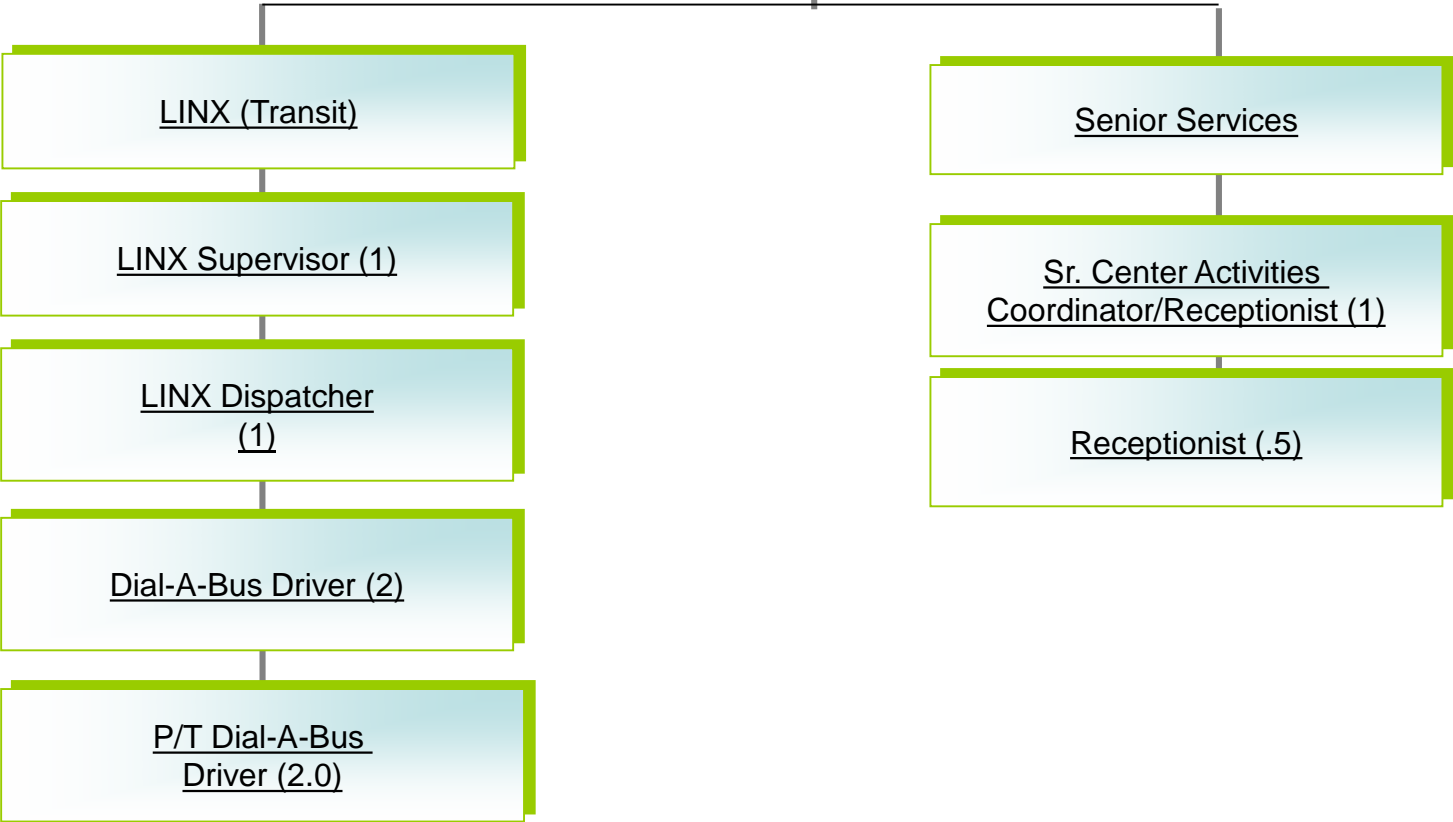 LINX (Transit)
LINX Supervisor (1)
LINX Dispatcher
(1)
Dial-A-Bus Driver (2)
P/T Dial-A-Bus
Driver (2.0)
Senior Services
Sr. Center Activities
Coordinator/Receptionist (1)
Receptionist (.5)